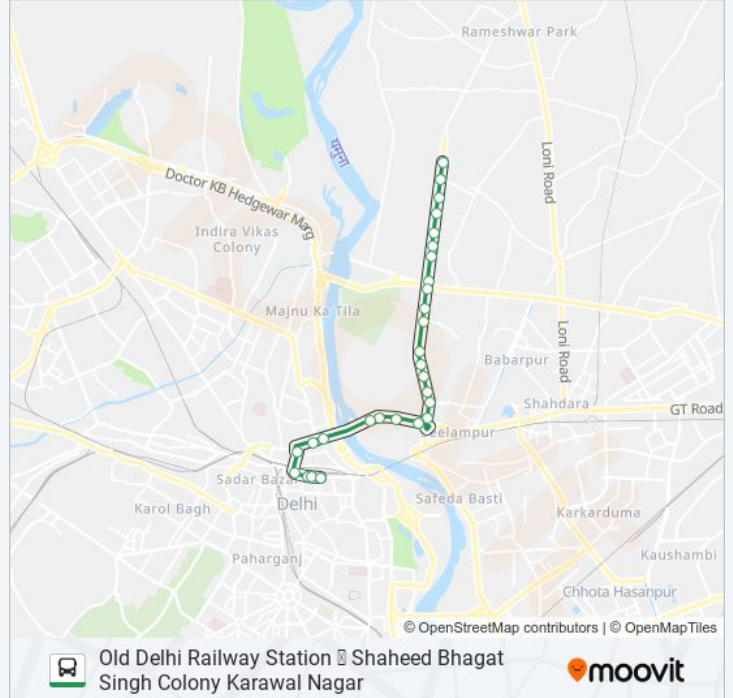 Rameshwar Park
Loni Road
Doctor KB Hedgewar Marg
Indira Vikas
Colony
Majnu Ka Tila
Loni Road
Babarpur
Shahdara
GT Road
Seelampur
Sadar Bazar
Delhi
Karol Bagh
Safeda Basti
Karkarduma
Paharganj
Kaushambi
Chhota Hasanpur
© OpenStreetMap contributors | © OpenMapTiles
Old Delhi Railway Station Shaheed Bhagat
Singh Colony Karawal Nagar
moovit